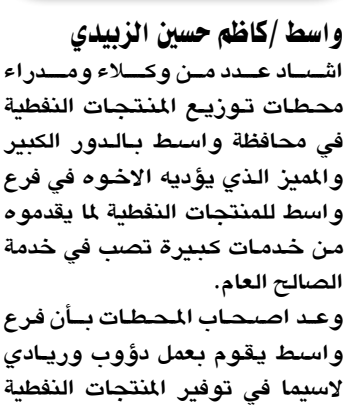 واسط /كاظم حسين الزبيدي
اشاد عدد من وكلاء ومدراء
محطات توزيع المنتجات النفطية
في محافظة واسط بالدور الكبير
والمميز الذي يؤديه الاخوه في فرع
واسط للمنتجات النفطية لما يقدموه
من خدمات كبيرة تصب في خدمة
الصالح العام.
وعد اصحاب المحطات بأن فرع
واسط يقوم بعمل دؤوب وريادي
لاسيما في توفير المنتجات النفطية